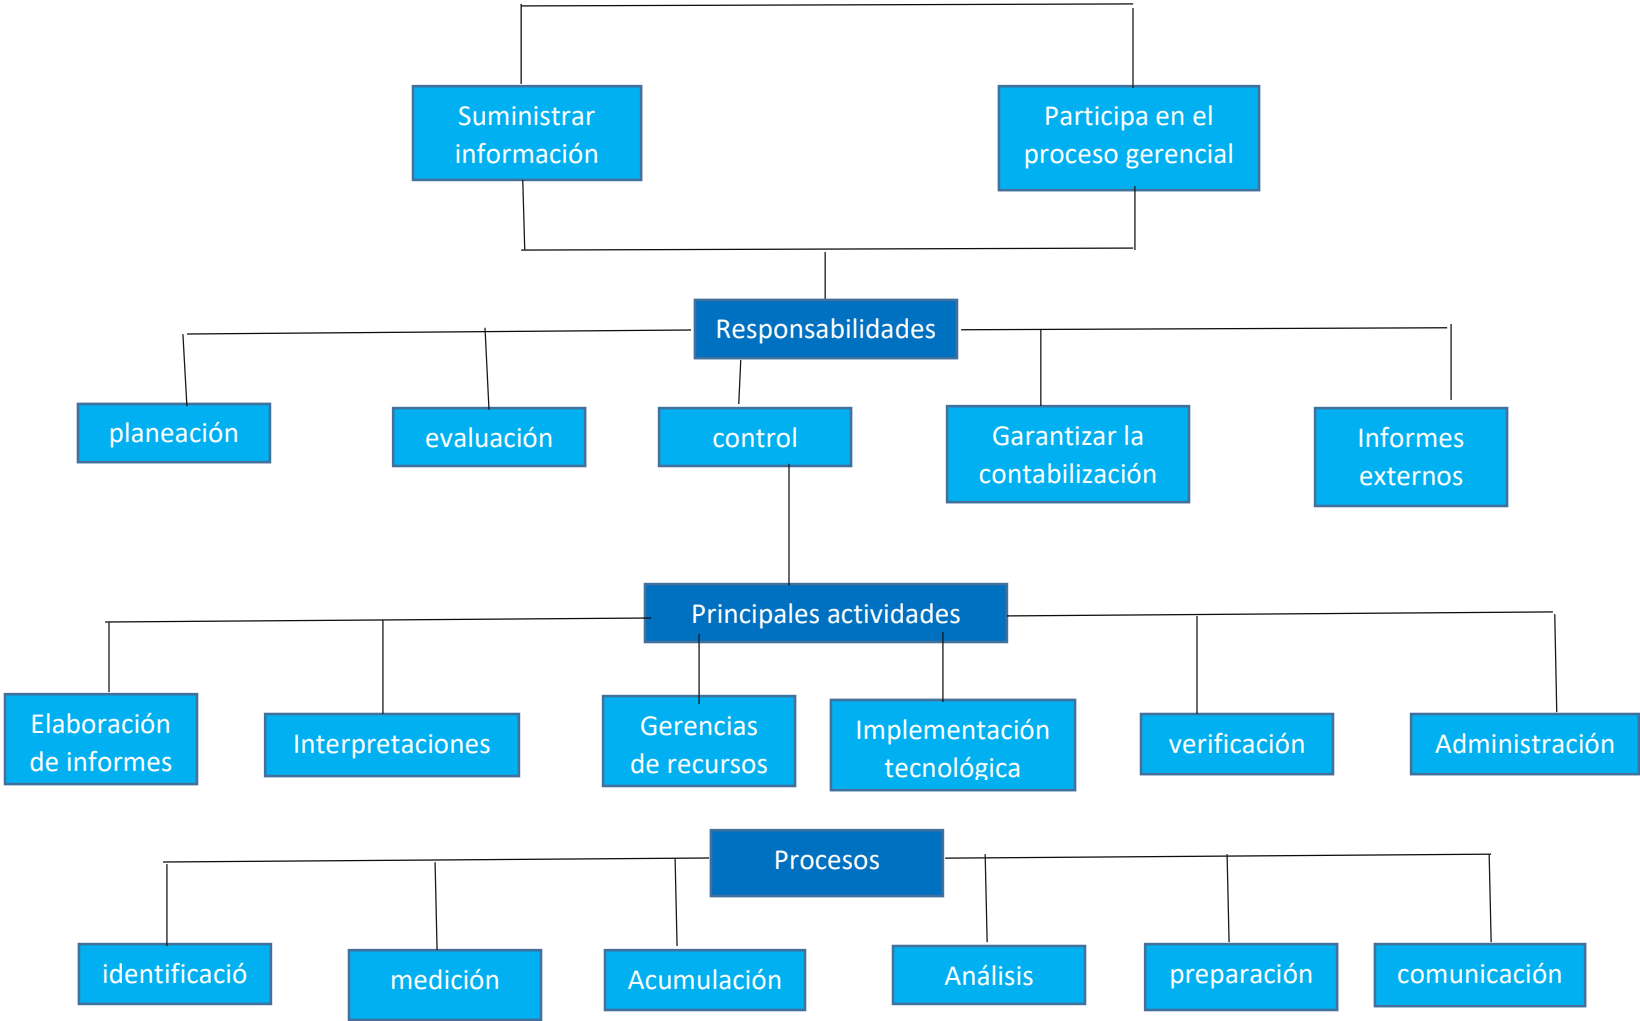 Suministrar
información
Participa en el
proceso gerencial
Responsabilidades
planeación
evaluación
control
Garantizar la
contabilización
Informes
externos
Principales actividades
Elaboración
de informes
Interpretaciones
Gerencias
de recursos
Implementación
tecnológica
verificación
Administración
Procesos
identificació
medición
Acumulación
Análisis
preparación
comunicación